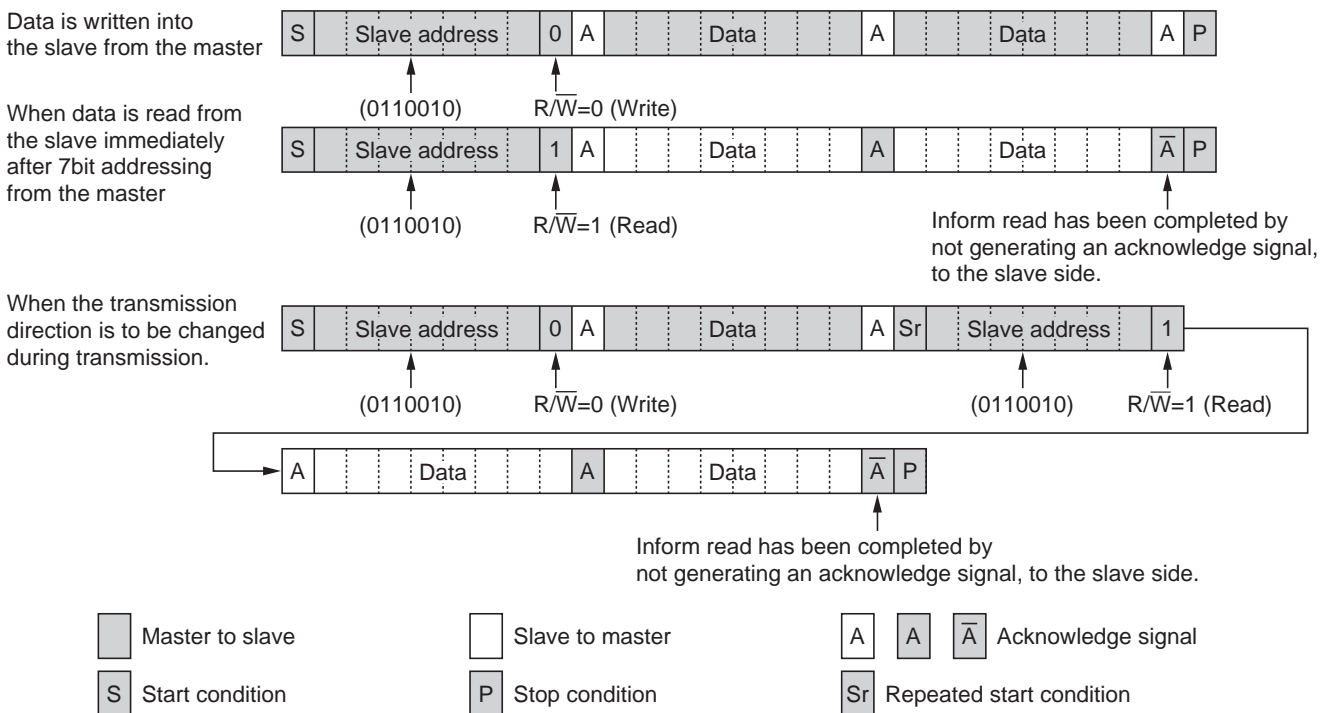 Data is written into
the slave from the master
S Slave address 0 A Data A Data A P
(0110010) R/W̅=0 (Write)
When data is read from
the slave immediately
after 7bit addressing
from the master
S Slave address 1 A Data A Data A̅ P
(0110010) R/W̅=1 (Read)
Inform read has been completed by
not generating an acknowledge signal,
to the slave side.
When the transmission
direction is to be changed
during transmission.
S Slave address 0 A Data A Sr Slave address 1
(0110010) R/W̅=0 (Write) (0110010) R/W̅=1 (Read)
A Data A Data A̅ P
Inform read has been completed by
not generating an acknowledge signal, to the slave side.
Master to slave Slave to master A A A̅ Acknowledge signal
S Start condition P Stop condition Sr Repeated start condition